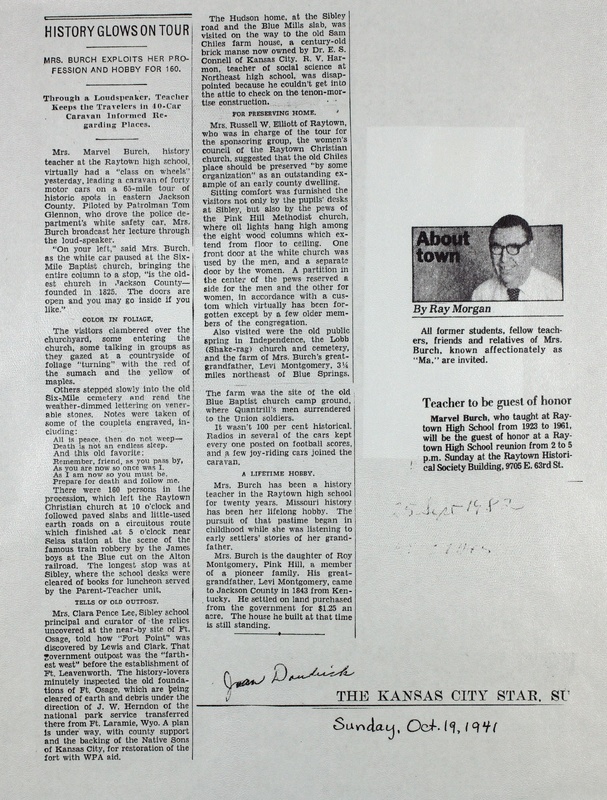 HISTORY GLOWS ON TOUR
MRS. BURCH EXPLOITS HER PRO-
FESSION AND HOBBY FOR 160.
Through a Loudspeaker, Teacher
Keeps the Travelers in 40-Car
Caravan Informed Re-
garding Places.
Mrs. Marvel Burch, history
teacher at the Raytown high school,
virtually had a "class on wheels"
yesterday, leading a caravan of forty
motor cars on a 65-mile tour of
historic spots in eastern Jackson
County. Piloted by Patrolman Tom
Glennon, who drove the police de-
partment's white safety car, Mrs.
Burch broadcast her lecture through
the loud-speaker.
"On your left," said Mrs. Burch,
as the white car paused at the Six-
Mile Baptist church, bringing the
entire column to a stop, "is the old-
est church in Jackson County—
founded in 1825. The doors are
open and you may go inside if you
like."
COLOR IN FOLIAGE.
The visitors clambered over the
churchyard, some entering the
church, some talking in groups as
they gazed at a countryside of
foliage "turning" with the red of
the sumach and the yellow of
maples.
Others stepped slowly into the old
Six-Mile cemetery and read the
weather-dimmed lettering on vener-
able stones. Notes were taken of
some of the couplets engraved, in-
cluding:
All is peace, then do not weep—
Death is not an endless sleep.
And this old favorite:
Remember, friend, as you pass by,
As you are now so once was I.
As I am now so you must be.
Prepare for death and follow me.
There were 160 persons in the
procession, which left the Raytown
Christian church at 10 o'clock and
followed paved slabs and little-used
earth roads on a circuitous route
which finished at 5 o'clock near
Selsa station at the scene of the
famous train robbery by the James
boys at the Blue cut on the Alton
railroad. The longest stop was at
Sibley, where the school desks were
cleared of books for luncheon served
by the Parent-Teacher unit.
TELLS OF OLD OUTPOST.
Mrs. Clara Pence Lee, Sibley school
principal and curator of the relics
uncovered at the near-by site of Ft.
Osage, told how "Fort Point" was
discovered by Lewis and Clark. That
government outpost was the "farth-
est west" before the establishment of
Ft. Leavenworth. The history-lovers
minutely inspected the old founda-
tions of Ft. Osage, which are being
cleared of earth and debris under the
direction of J. W. Herndon of the
national park service transferred
there from Ft. Laramie, Wyo. A plan
is under way, with county support
and the backing of the Native Sons
of Kansas City, for restoration of the
fort with WPA aid.
The Hudson home, at the Sibley
road and the Blue Mills slab, was
visited on the way to the old Sam
Chiles farm house, a century-old
brick manse now owned by Dr. E. S.
Connell of Kansas City. R. V. Har-
mon, teacher of social science at
Northeast high school, was disap-
pointed because he couldn't get into
the attic to check on the tenon-mor-
tise construction.
FOR PRESERVING HOME.
Mrs. Russell W. Elliott of Raytown,
who was in charge of the tour for
the sponsoring group, the women's
council of the Raytown Christian
church, suggested that the old Chiles
place should be preserved "by some
organization" as an outstanding ex-
ample of an early county dwelling.
Sitting comfort was furnished the
visitors not only by the pupils' desks
at Sibley, but also by the pews of
the Pink Hill Methodist church,
where oil lights hang high among
the eight wood columns which ex-
tend from floor to ceiling. One
front door at the white church was
used by the men, and a separate
door by the women. A partition in
the center of the pews reserved a
side for the men and the other for
women, in accordance with a cus-
tom which virtually has been for-
gotten except by a few older mem-
bers of the congregation.
Also visited were the old public
spring in Independence, the Lobb
(Shake-rag) church and cemetery,
and the farm of Mrs. Burch's great-
grandfather, Levi Montgomery, 3¼
miles northeast of Blue Springs.
The farm was the site of the old
Blue Baptist church camp ground,
where Quantrill's men surrendered
to the Union soldiers.
It wasn't 100 per cent historical.
Radios in several of the cars kept
every one posted on football scores,
and a few joy-riding cars joined the
caravan.
A LIFETIME HOBBY.
Mrs. Burch has been a history
teacher in the Raytown high school
for twenty years. Missouri history
has been her lifelong hobby. The
pursuit of that pastime began in
childhood while she was listening to
early settlers' stories of her grand-
father.
Mrs. Burch is the daughter of Roy
Montgomery, Pink Hill, a member
of a pioneer family. His great-
grandfather, Levi Montgomery, came
to Jackson County in 1843 from Ken-
tucky. He settled on land purchased
from the government for $1.25 an
acre. The house he built at that time
is still standing.
About
town
By Ray Morgan
All former students, fellow teach-
ers, friends and relatives of Mrs.
Burch, known affectionately as
"Ma." are invited.
Teacher to be guest of honor
Marvel Burch, who taught at Ray-
town High School from 1923 to 1961,
will be the guest of honor at a Ray-
town High School reunion from 2 to 5
p.m. Sunday at the Raytown Histori-
cal Society Building, 9705 E. 63rd St.
Sept 1982
THE KANSAS CITY STAR, SU
Sunday, Oct. 19, 1941